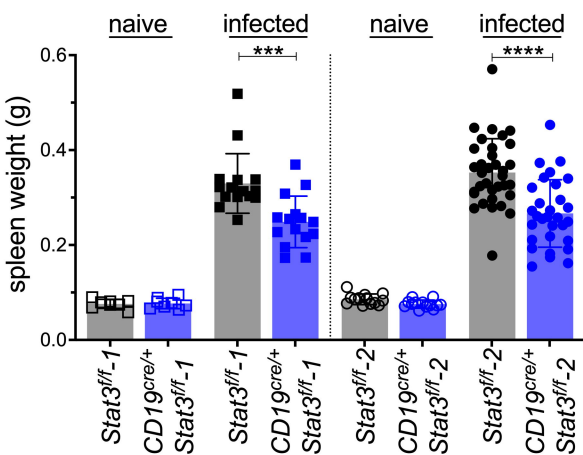 naive infected naive infected
*** ****
spleen weight (g)
0.6
0.4
0.2
0.0
Stat3f/f-1
CD19cre/+
Stat3f/f-1
Stat3f/f-1
CD19cre/+
Stat3f/f-1
Stat3f/f-2
CD19cre/+
Stat3f/f-2
Stat3f/f-2
CD19cre/+
Stat3f/f-2